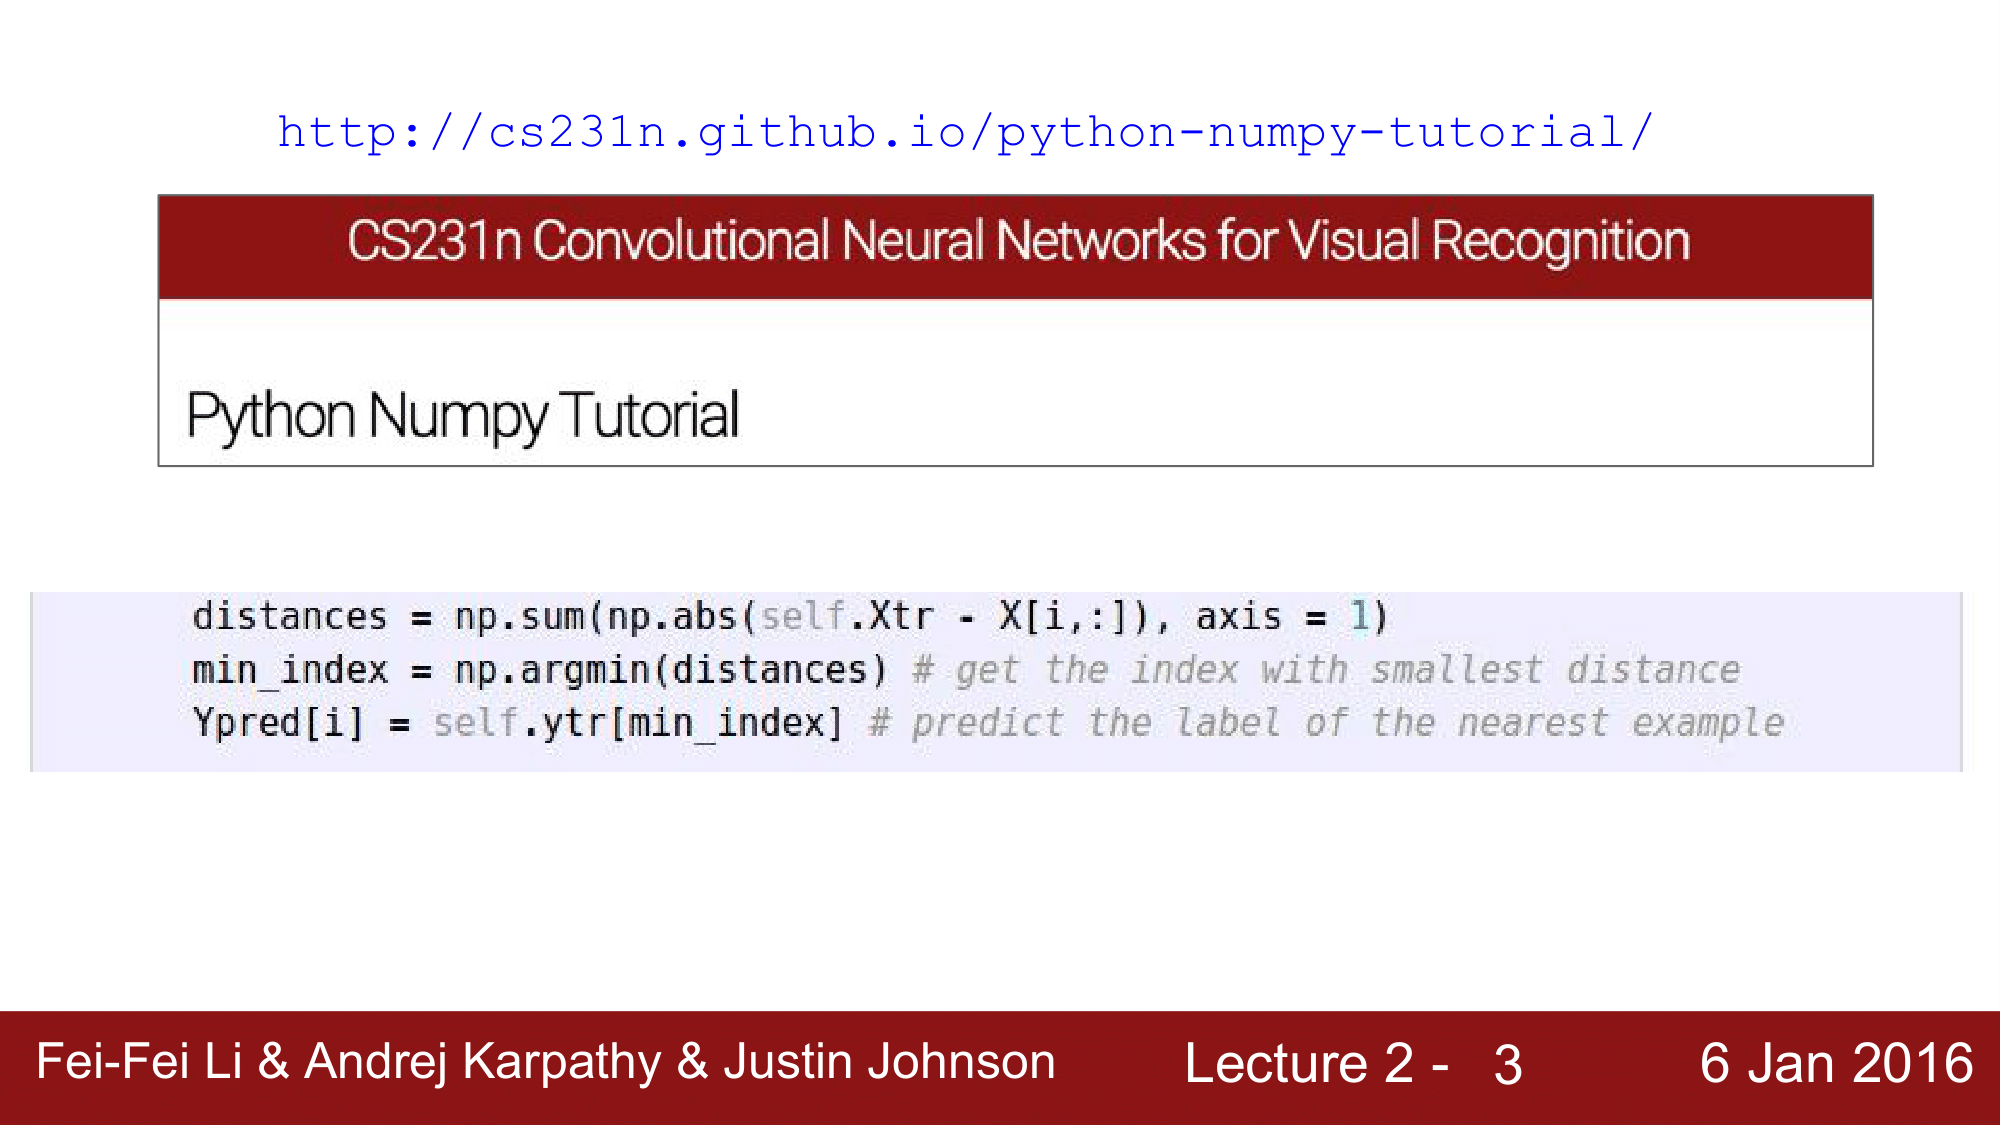 http://cs231n.github.io/python-numpy-tutorial/
CS231n Convolutional Neural Networks for Visual Recognition
Python Numpy Tutorial
distances = np.sum(np.abs(self.Xtr - X[i,:]), axis = 1)
min_index = np.argmin(distances) # get the index with smallest distance
Ypred[i] = self.ytr[min_index] # predict the label of the nearest example
Fei-Fei Li & Andrej Karpathy & Justin Johnson Lecture 2 - 3 6 Jan 2016